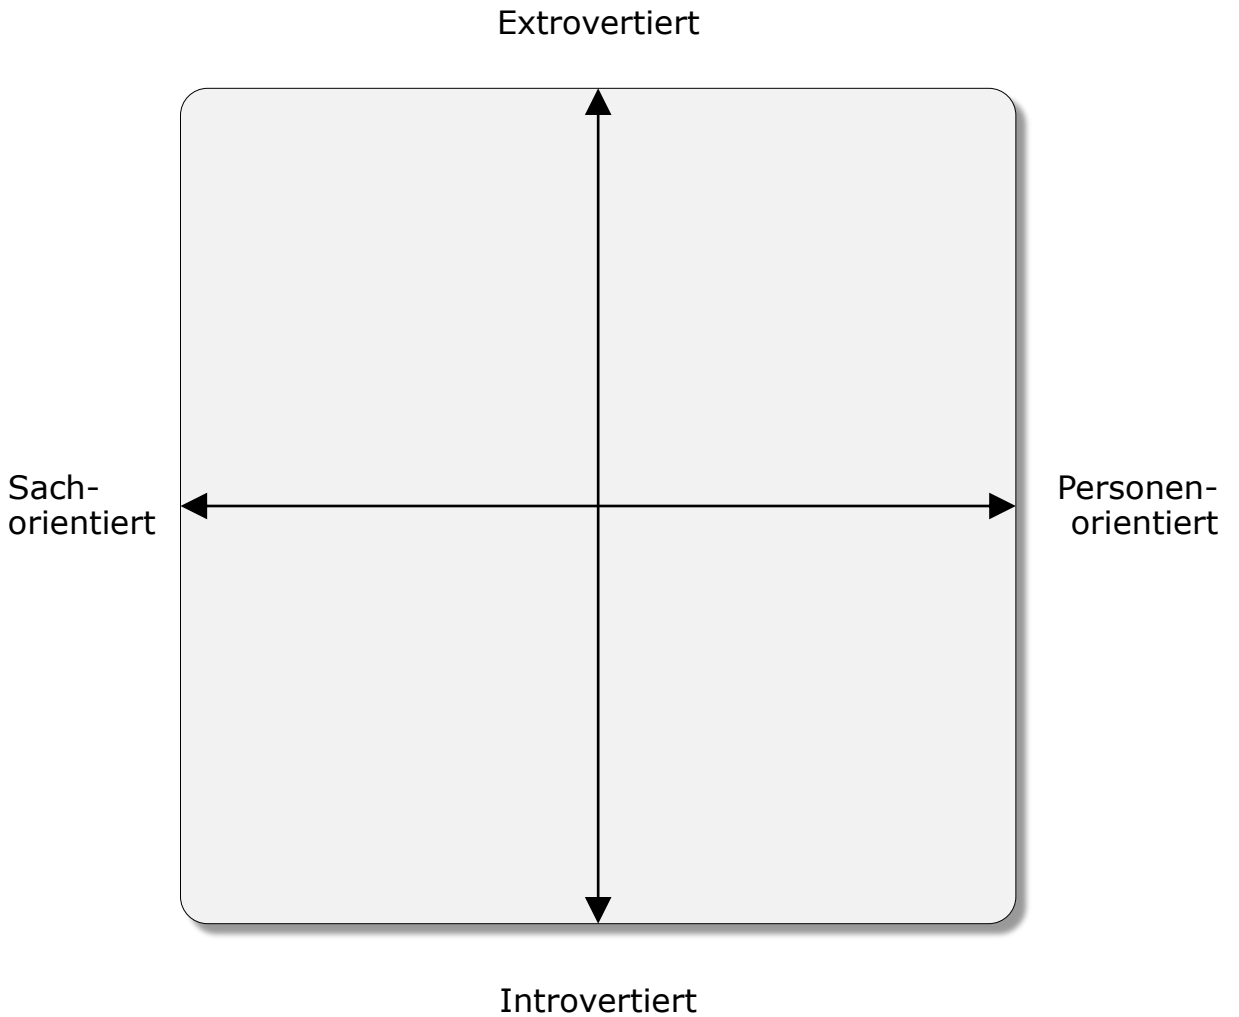 Extrovertiert
Sach-
orientiert
Personen-
orientiert
Introvertiert